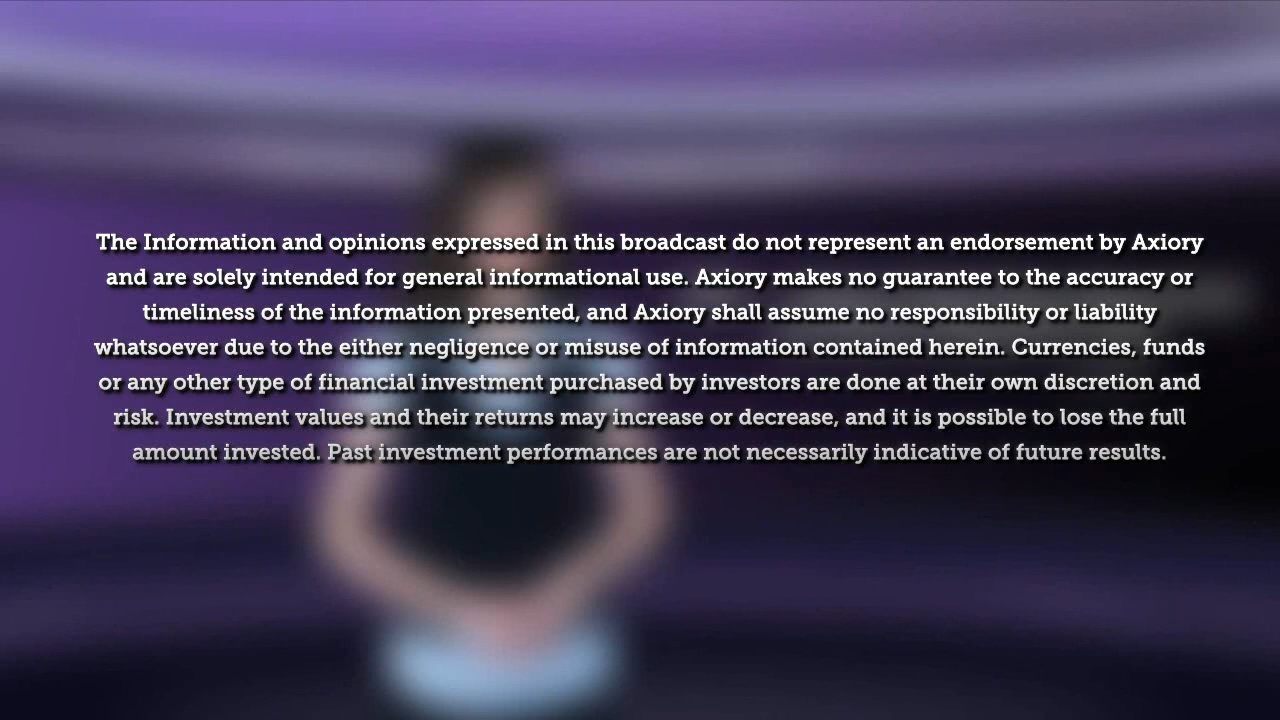 The Information and opinions expressed in this broadcast do not represent an endorsement by Axiory
and are solely intended for general informational use. Axiory makes no guarantee to the accuracy or
timeliness of the information presented, and Axiory shall assume no responsibility or liability
whatsoever due to the either negligence or misuse of information contained herein. Currencies, funds
or any other type of financial investment purchased by investors are done at their own discretion and
risk. Investment values and their returns may increase or decrease, and it is possible to lose the full
amount invested. Past investment performances are not necessarily indicative of future results.